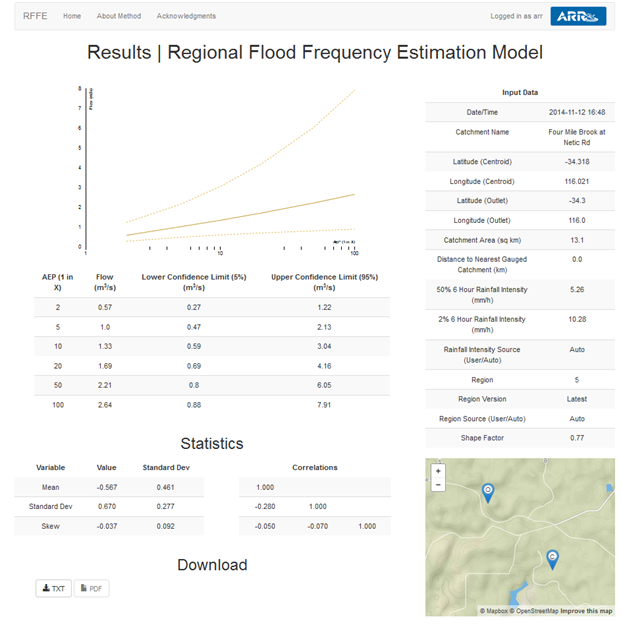 RFFE Home About Method Acknowledgments Logged in as arr ARR
Results | Regional Flood Frequency Estimation Model
8
7
6
5
4
3
2
1
0
Flow (m3/s)
AEP (1 in X)
1 10 100
AEP (1 in Flow Lower Confidence Limit (5%) Upper Confidence Limit (95%)
X) (m³/s) (m³/s) (m³/s)
2 0.57 0.27 1.22
5 1.0 0.47 2.13
10 1.33 0.59 3.04
20 1.69 0.69 4.16
50 2.21 0.8 6.05
100 2.64 0.88 7.91
Statistics
Variable Value Standard Dev
Mean -0.567 0.461
Standard Dev 0.670 0.277
Skew -0.037 0.092
Correlations
1.000
-0.280 1.000
-0.050 -0.070 1.000
Download
TXT PDF
Input Data
Date/Time 2014-11-12 16:48
Catchment Name Four Mile Brook at
Netic Rd
Latitude (Centroid) -34.318
Longitude (Centroid) 116.021
Latitude (Outlet) -34.3
Longitude (Outlet) 116.0
Catchment Area (sq km) 13.1
Distance to Nearest Gauged 0.0
Catchment (km)
50% 6 Hour Rainfall Intensity 5.26
(mm/h)
2% 6 Hour Rainfall Intensity 10.28
(mm/h)
Rainfall Intensity Source Auto
(User/Auto)
Region 5
Region Version Latest
Region Source (User/Auto) Auto
Shape Factor 0.77
+
−
O
C
© Mapbox © OpenStreetMap Improve this map